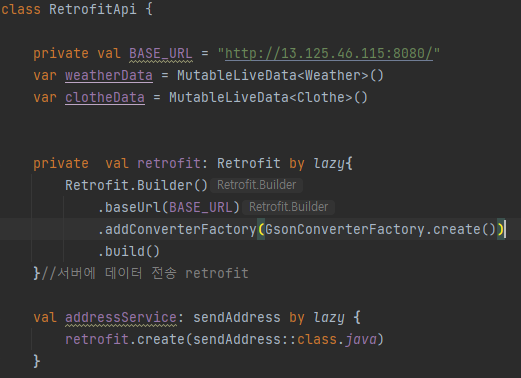 class RetrofitApi {
private val BASE_URL = "http://13.125.46.115:8080/"
var weatherData = MutableLiveData<Weather>()
var clotheData = MutableLiveData<Clothe>()
private  val retrofit: Retrofit by lazy{
Retrofit.Builder() Retrofit.Builder
.baseUrl(BASE_URL) Retrofit.Builder
.addConverterFactory(GsonConverterFactory.create())
.build()
}//서버에 데이터 전송 retrofit
val addressService: sendAddress by lazy {
retrofit.create(sendAddress::class.java)
}